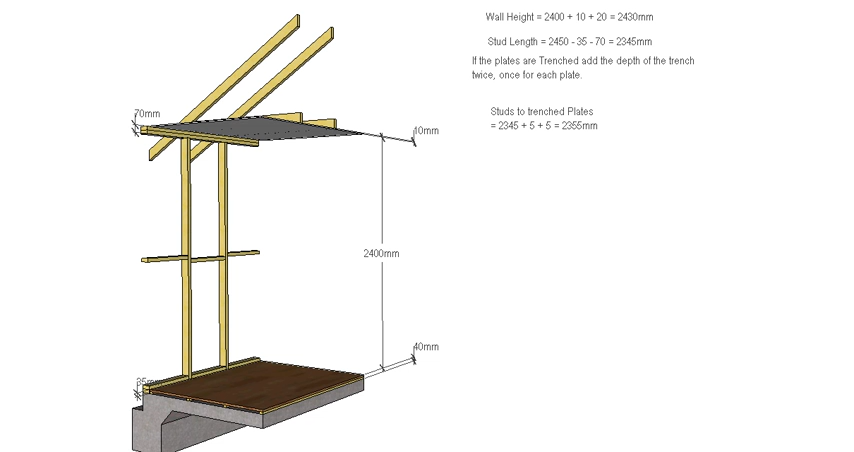 Wall Height = 2400 + 10 + 20 = 2430mm
Stud Length = 2450 - 35 - 70 = 2345mm
If the plates are Trenched add the depth of the trench
twice, once for each plate.
Studs to trenched Plates
= 2345 + 5 + 5 = 2355mm
70mm
10mm
2400mm
40mm
35mm